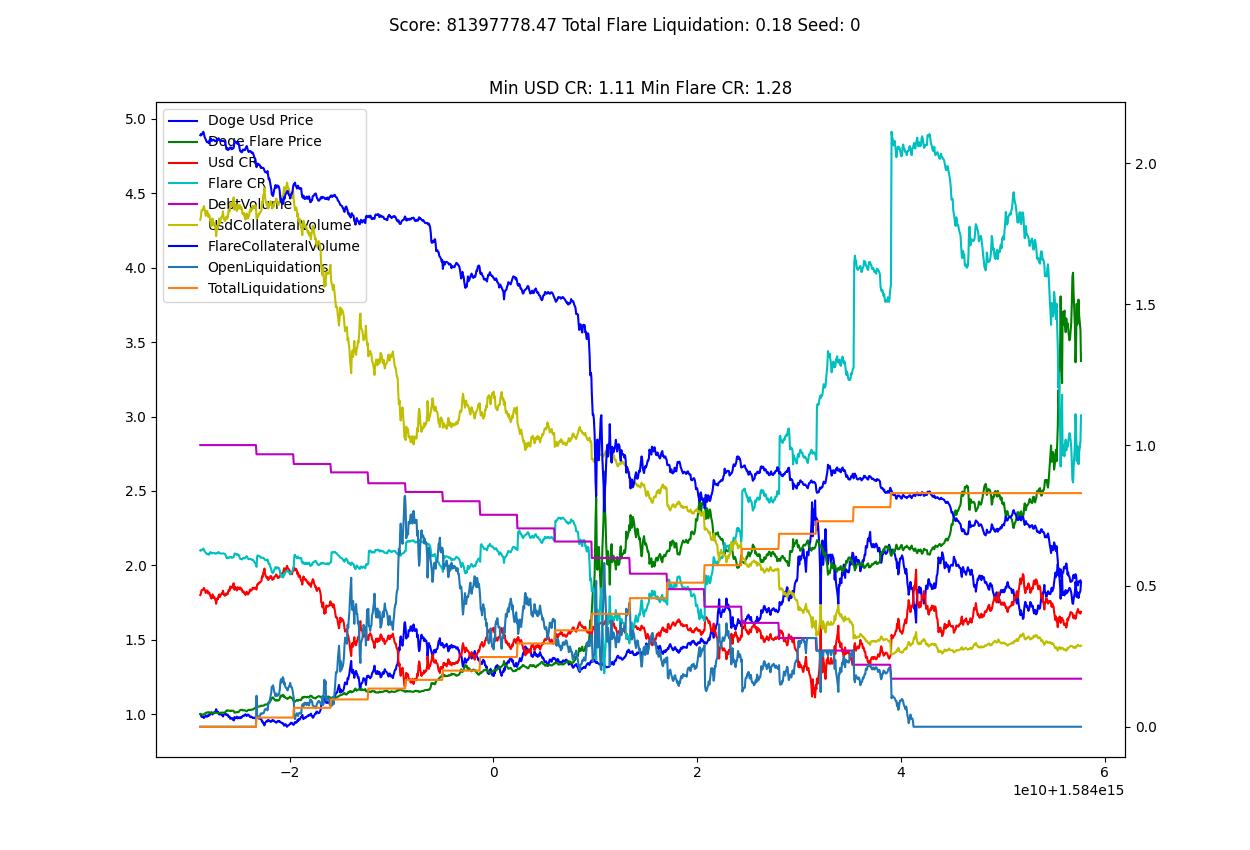 Score: 81397778.47 Total Flare Liquidation: 0.18 Seed: 0
Min USD CR: 1.11 Min Flare CR: 1.28
Doge Usd Price
Doge Flare Price
Usd CR
Flare CR
DebtVolume
UsdCollateralVolume
FlareCollateralVolume
OpenLiquidations
TotalLiquidations
5.0
4.5
4.0
3.5
3.0
2.5
2.0
1.5
1.0
2.0
1.5
1.0
0.5
0.0
−2 0 2 4 6
1e10+1.584e15